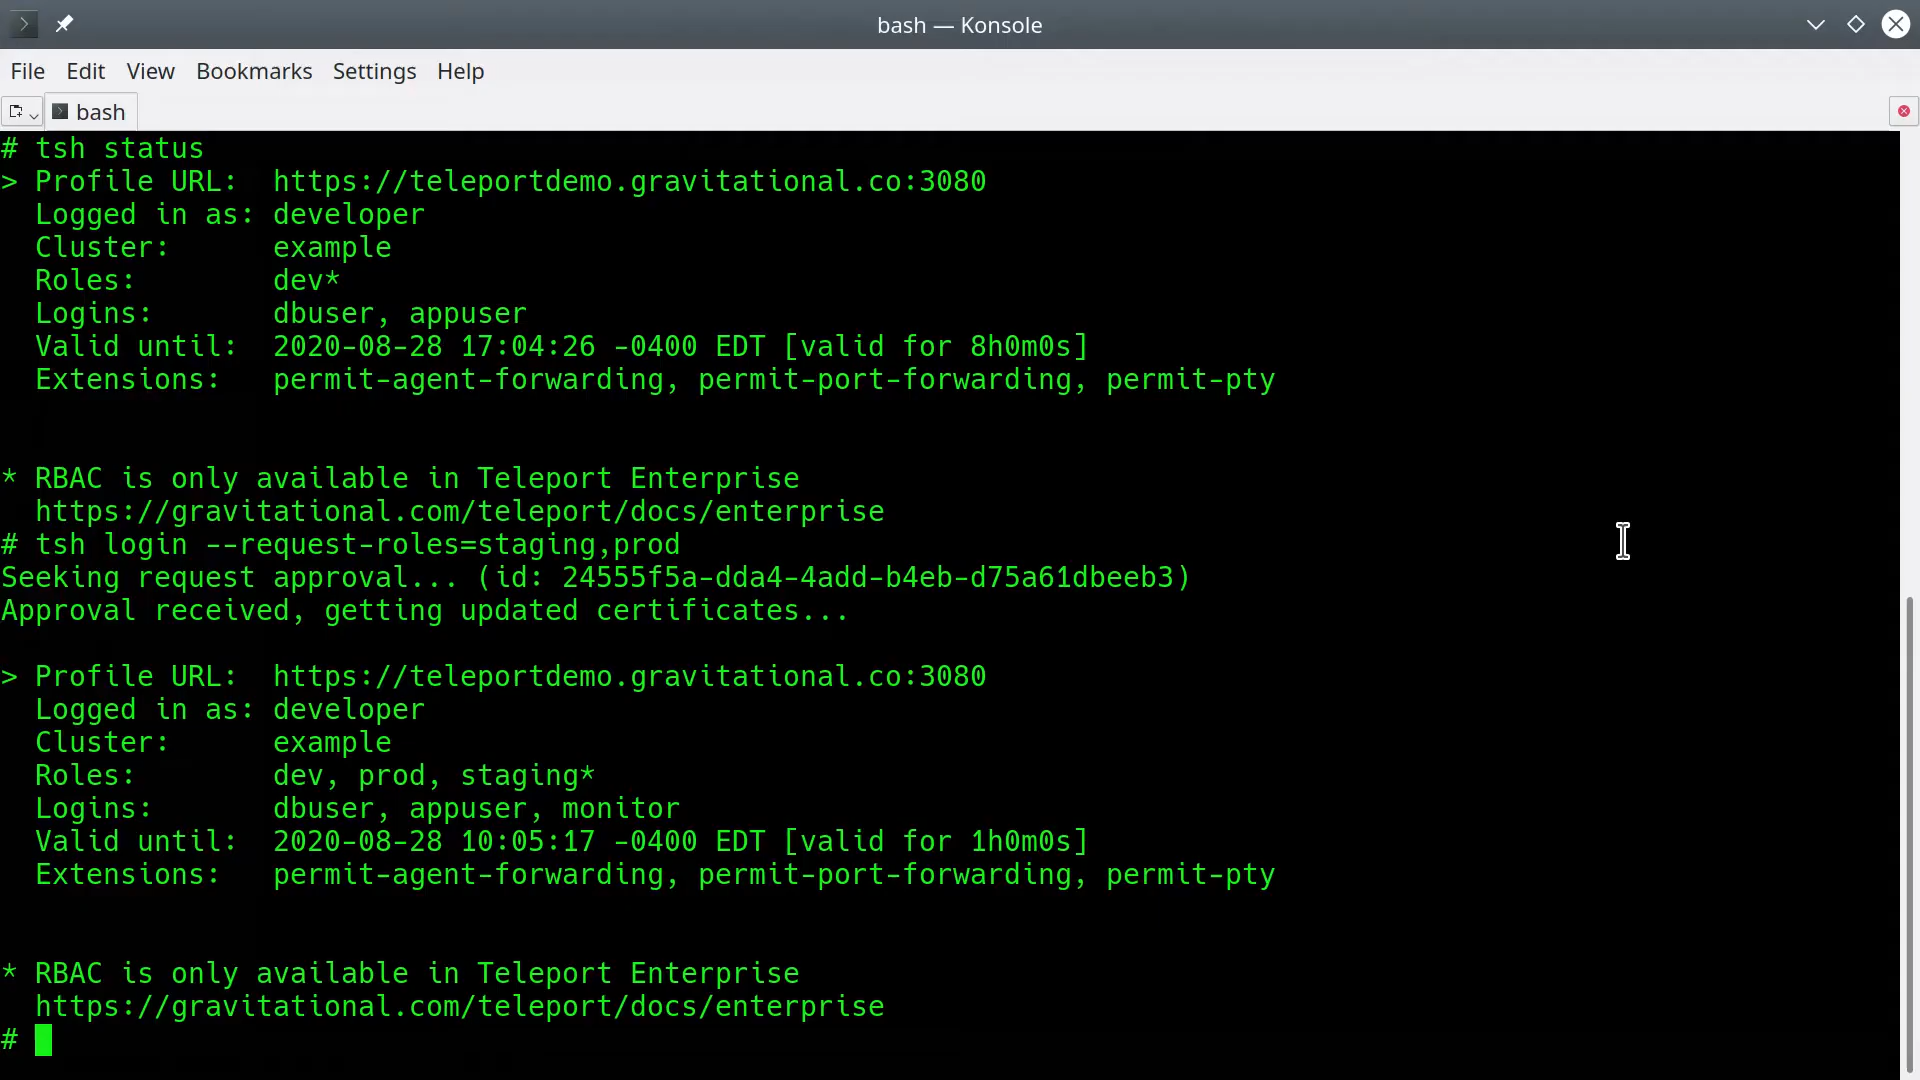 bash — Konsole
File Edit View Bookmarks Settings Help
bash
# tsh status
> Profile URL:  https://teleportdemo.gravitational.co:3080
  Logged in as: developer
  Cluster:      example
  Roles:        dev*
  Logins:       dbuser, appuser
  Valid until:  2020-08-28 17:04:26 -0400 EDT [valid for 8h0m0s]
  Extensions:   permit-agent-forwarding, permit-port-forwarding, permit-pty
* RBAC is only available in Teleport Enterprise
  https://gravitational.com/teleport/docs/enterprise
# tsh login --request-roles=staging,prod
Seeking request approval... (id: 24555f5a-dda4-4add-b4eb-d75a61dbeeb3)
Approval received, getting updated certificates...
> Profile URL:  https://teleportdemo.gravitational.co:3080
  Logged in as: developer
  Cluster:      example
  Roles:        dev, prod, staging*
  Logins:       dbuser, appuser, monitor
  Valid until:  2020-08-28 10:05:17 -0400 EDT [valid for 1h0m0s]
  Extensions:   permit-agent-forwarding, permit-port-forwarding, permit-pty
* RBAC is only available in Teleport Enterprise
  https://gravitational.com/teleport/docs/enterprise
#